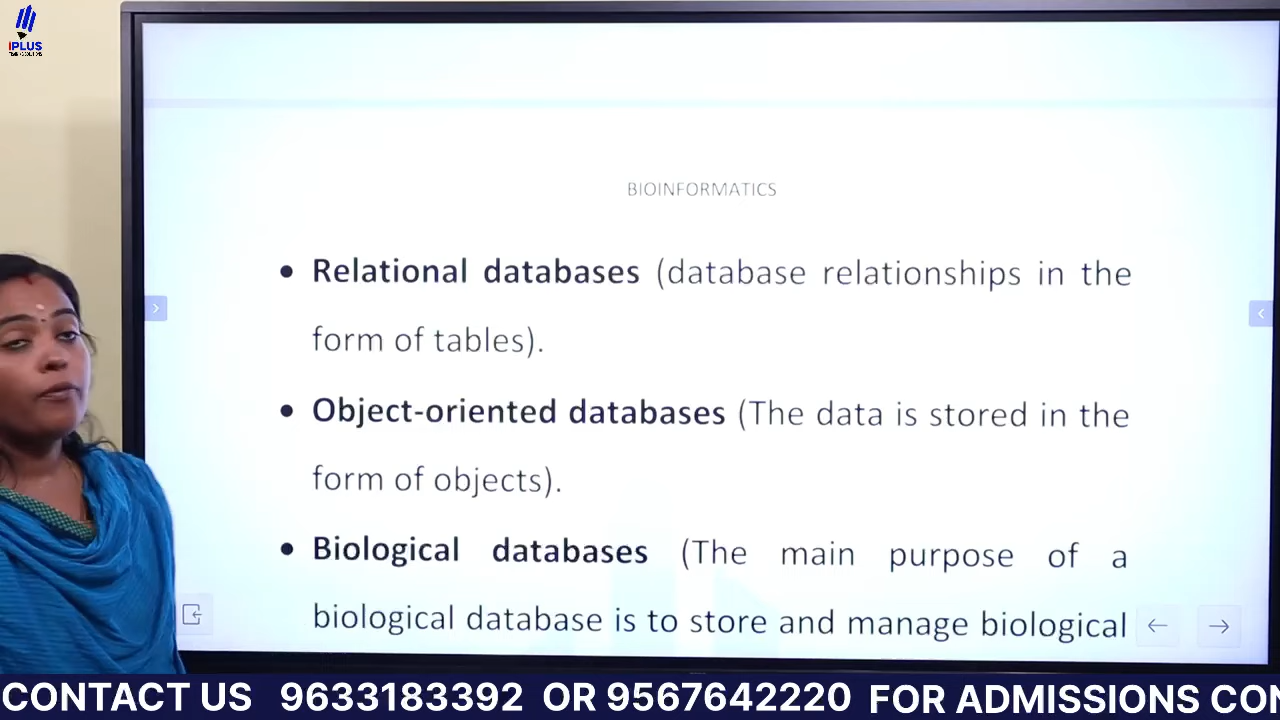 IPLUS
BIOINFORMATICS
• Relational databases (database relationships in the
form of tables).
• Object-oriented databases (The data is stored in the
form of objects).
• Biological databases (The main purpose of a
biological database is to store and manage biological
CONTACT US 9633183392 OR 9567642220 FOR ADMISSIONS CON